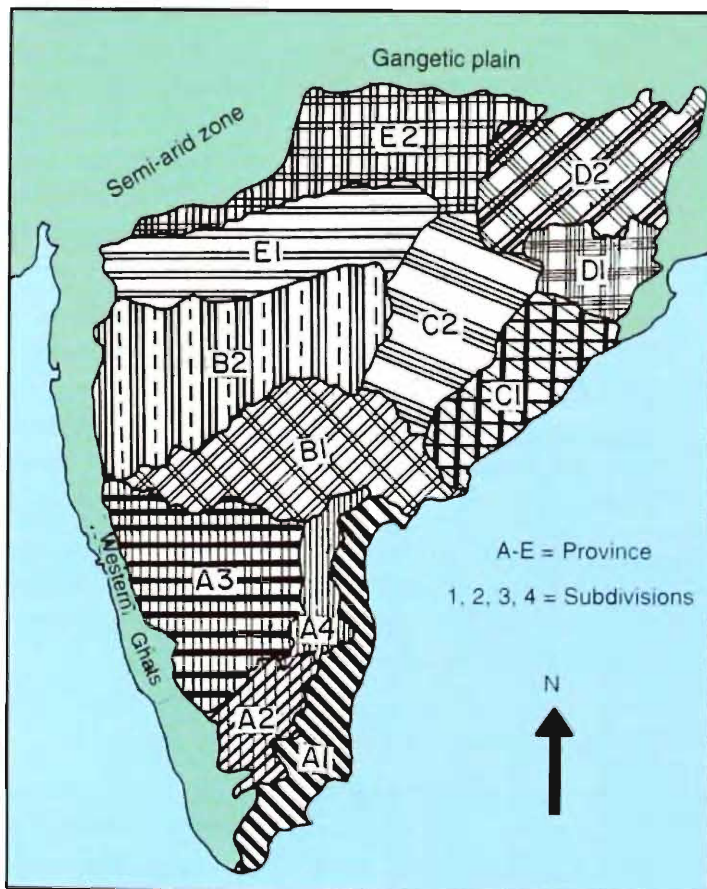 Gangetic plain
Semi-arid zone
E2
D2
E1
D1
C2
B2
C1
B1
A-E = Province
A3
1, 2, 3, 4 = Subdivisions
Western Ghats
A4
N
A2
A1